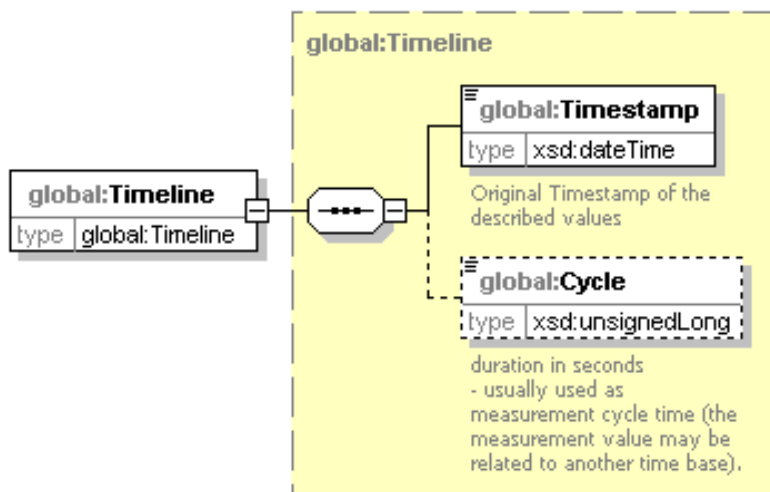 global:Timeline
global:Timestamp
type xsd:dateTime
Original Timestamp of the
described values
global:Timeline
type global:Timeline
global:Cycle
type xsd:unsignedLong
duration in seconds
- usually used as
measurement cycle time (the
measurement value may be
related to another time base).